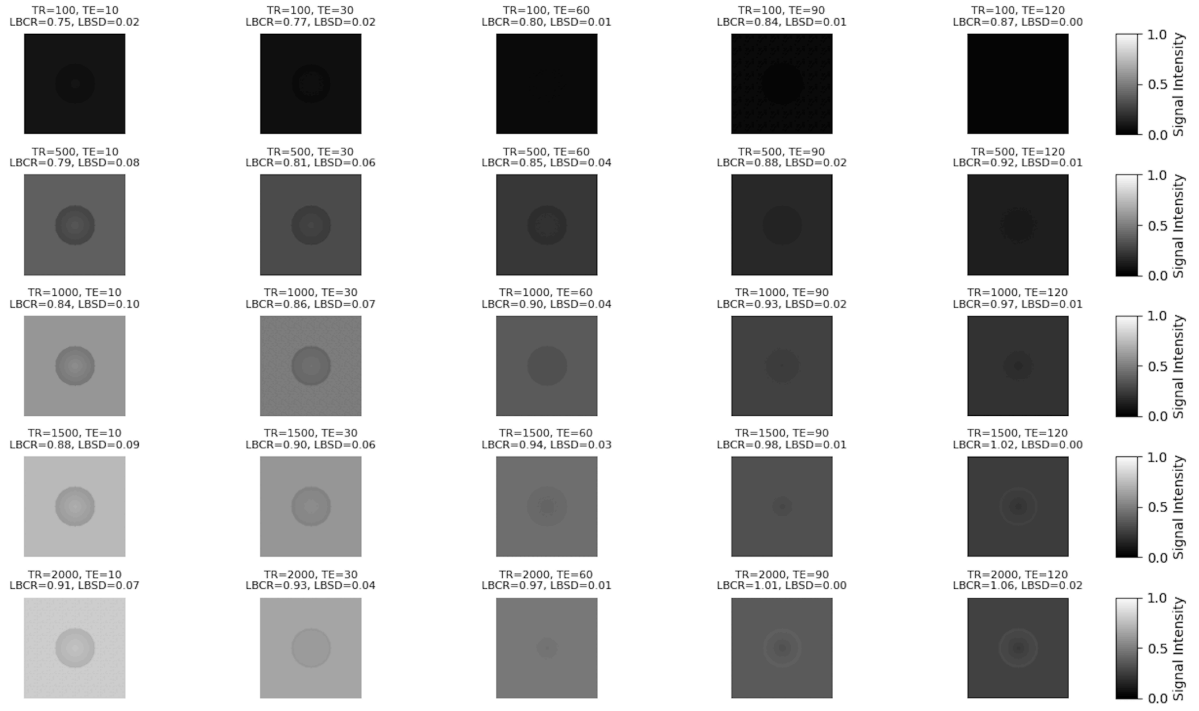 TR=100, TE=10
LBCR=0.75, LBSD=0.02
TR=100, TE=30
LBCR=0.77, LBSD=0.02
TR=100, TE=60
LBCR=0.80, LBSD=0.01
TR=100, TE=90
LBCR=0.84, LBSD=0.01
TR=100, TE=120
LBCR=0.87, LBSD=0.00
1.0
0.5
0.0
Signal Intensity
TR=500, TE=10
LBCR=0.79, LBSD=0.08
TR=500, TE=30
LBCR=0.81, LBSD=0.06
TR=500, TE=60
LBCR=0.85, LBSD=0.04
TR=500, TE=90
LBCR=0.88, LBSD=0.02
TR=500, TE=120
LBCR=0.92, LBSD=0.01
1.0
0.5
0.0
Signal Intensity
TR=1000, TE=10
LBCR=0.84, LBSD=0.10
TR=1000, TE=30
LBCR=0.86, LBSD=0.07
TR=1000, TE=60
LBCR=0.90, LBSD=0.04
TR=1000, TE=90
LBCR=0.93, LBSD=0.02
TR=1000, TE=120
LBCR=0.97, LBSD=0.01
1.0
0.5
0.0
Signal Intensity
TR=1500, TE=10
LBCR=0.88, LBSD=0.09
TR=1500, TE=30
LBCR=0.90, LBSD=0.06
TR=1500, TE=60
LBCR=0.94, LBSD=0.03
TR=1500, TE=90
LBCR=0.98, LBSD=0.01
TR=1500, TE=120
LBCR=1.02, LBSD=0.00
1.0
0.5
0.0
Signal Intensity
TR=2000, TE=10
LBCR=0.91, LBSD=0.07
TR=2000, TE=30
LBCR=0.93, LBSD=0.04
TR=2000, TE=60
LBCR=0.97, LBSD=0.01
TR=2000, TE=90
LBCR=1.01, LBSD=0.00
TR=2000, TE=120
LBCR=1.06, LBSD=0.02
1.0
0.5
0.0
Signal Intensity